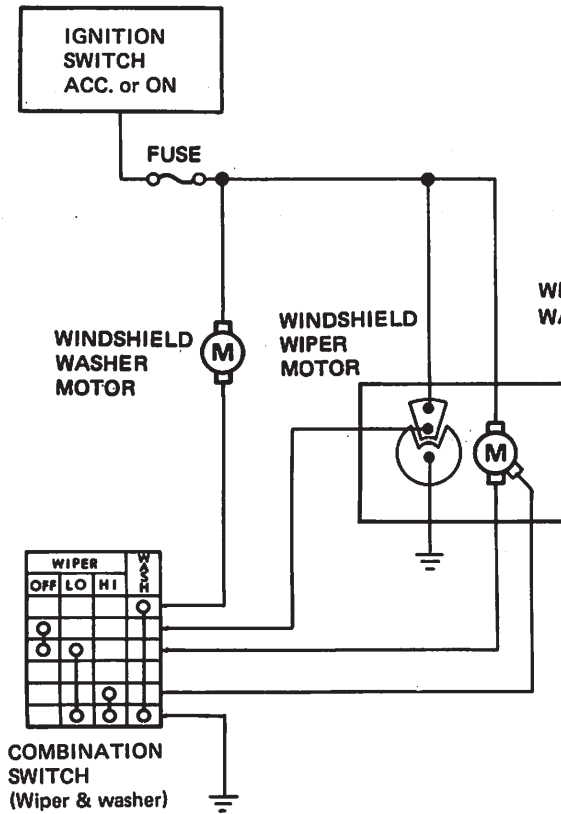 IGNITION
SWITCH
ACC. or ON
FUSE
WINDSHIELD
WASHER
MOTOR
M
WINDSHIELD
WIPER
MOTOR
M
WIPER
WASH
OFF LO HI
COMBINATION
SWITCH
(Wiper & washer)